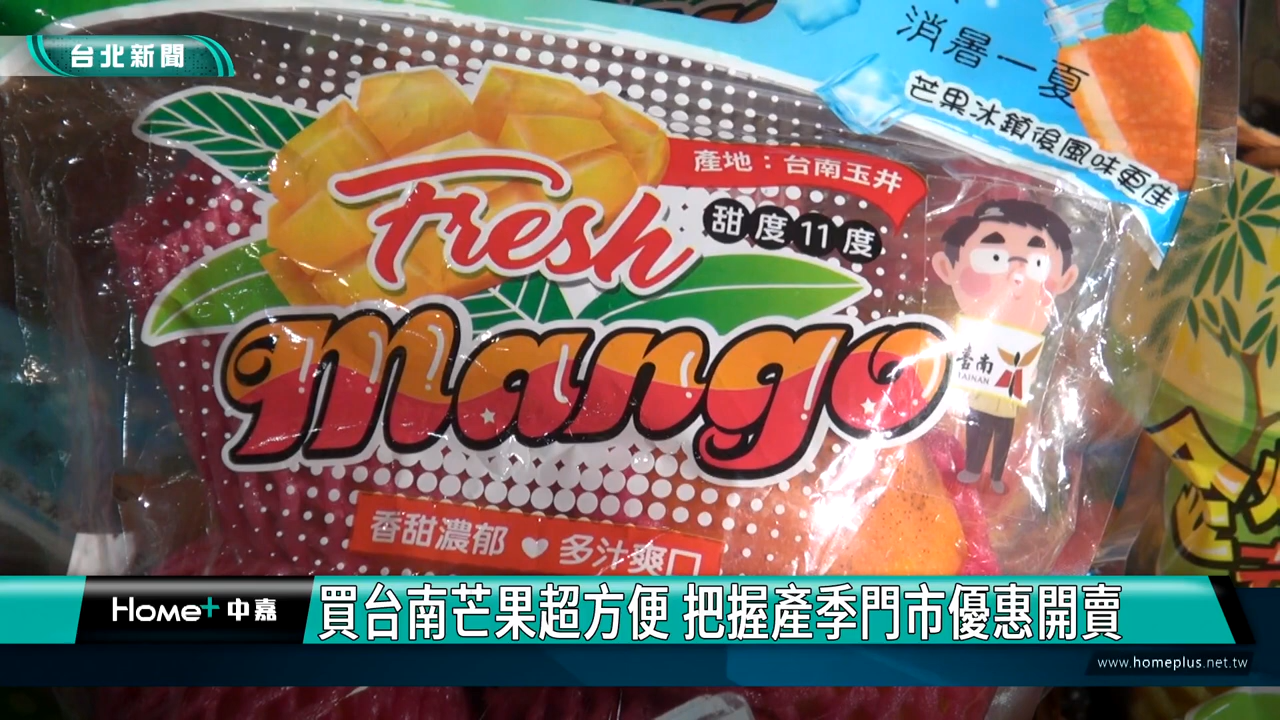 台北新聞
消暑一夏
芒果冰鎮後風味更佳
產地：台南玉井
甜度11度
Fresh
mango
臺南
TAINAN
香甜濃郁 多汁爽口
Home+ 中嘉
買台南芒果超方便 把握產季門市優惠開賣
www.homeplus.net.tw